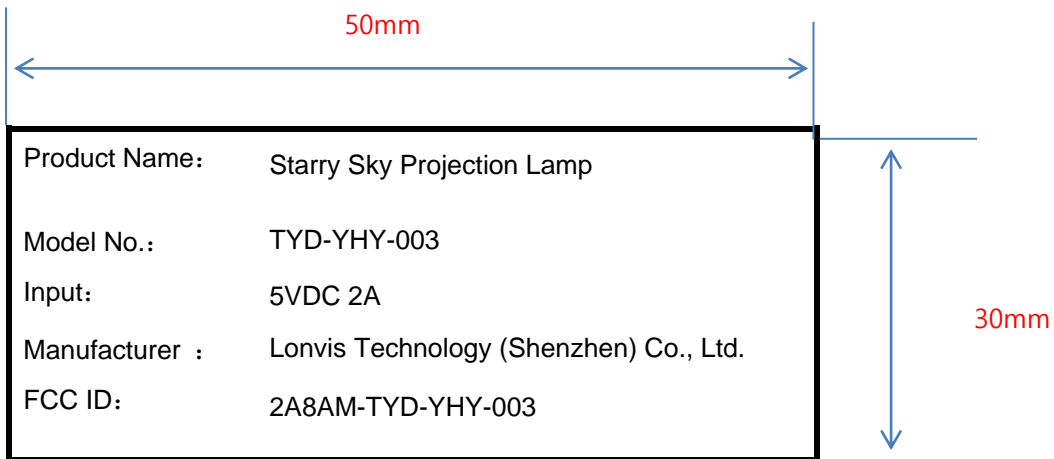 50mm
Product Name： Starry Sky Projection Lamp
Model No.： TYD-YHY-003
Input： 5VDC 2A
30mm
Manufacturer ： Lonvis Technology (Shenzhen) Co., Ltd.
FCC ID： 2A8AM-TYD-YHY-003